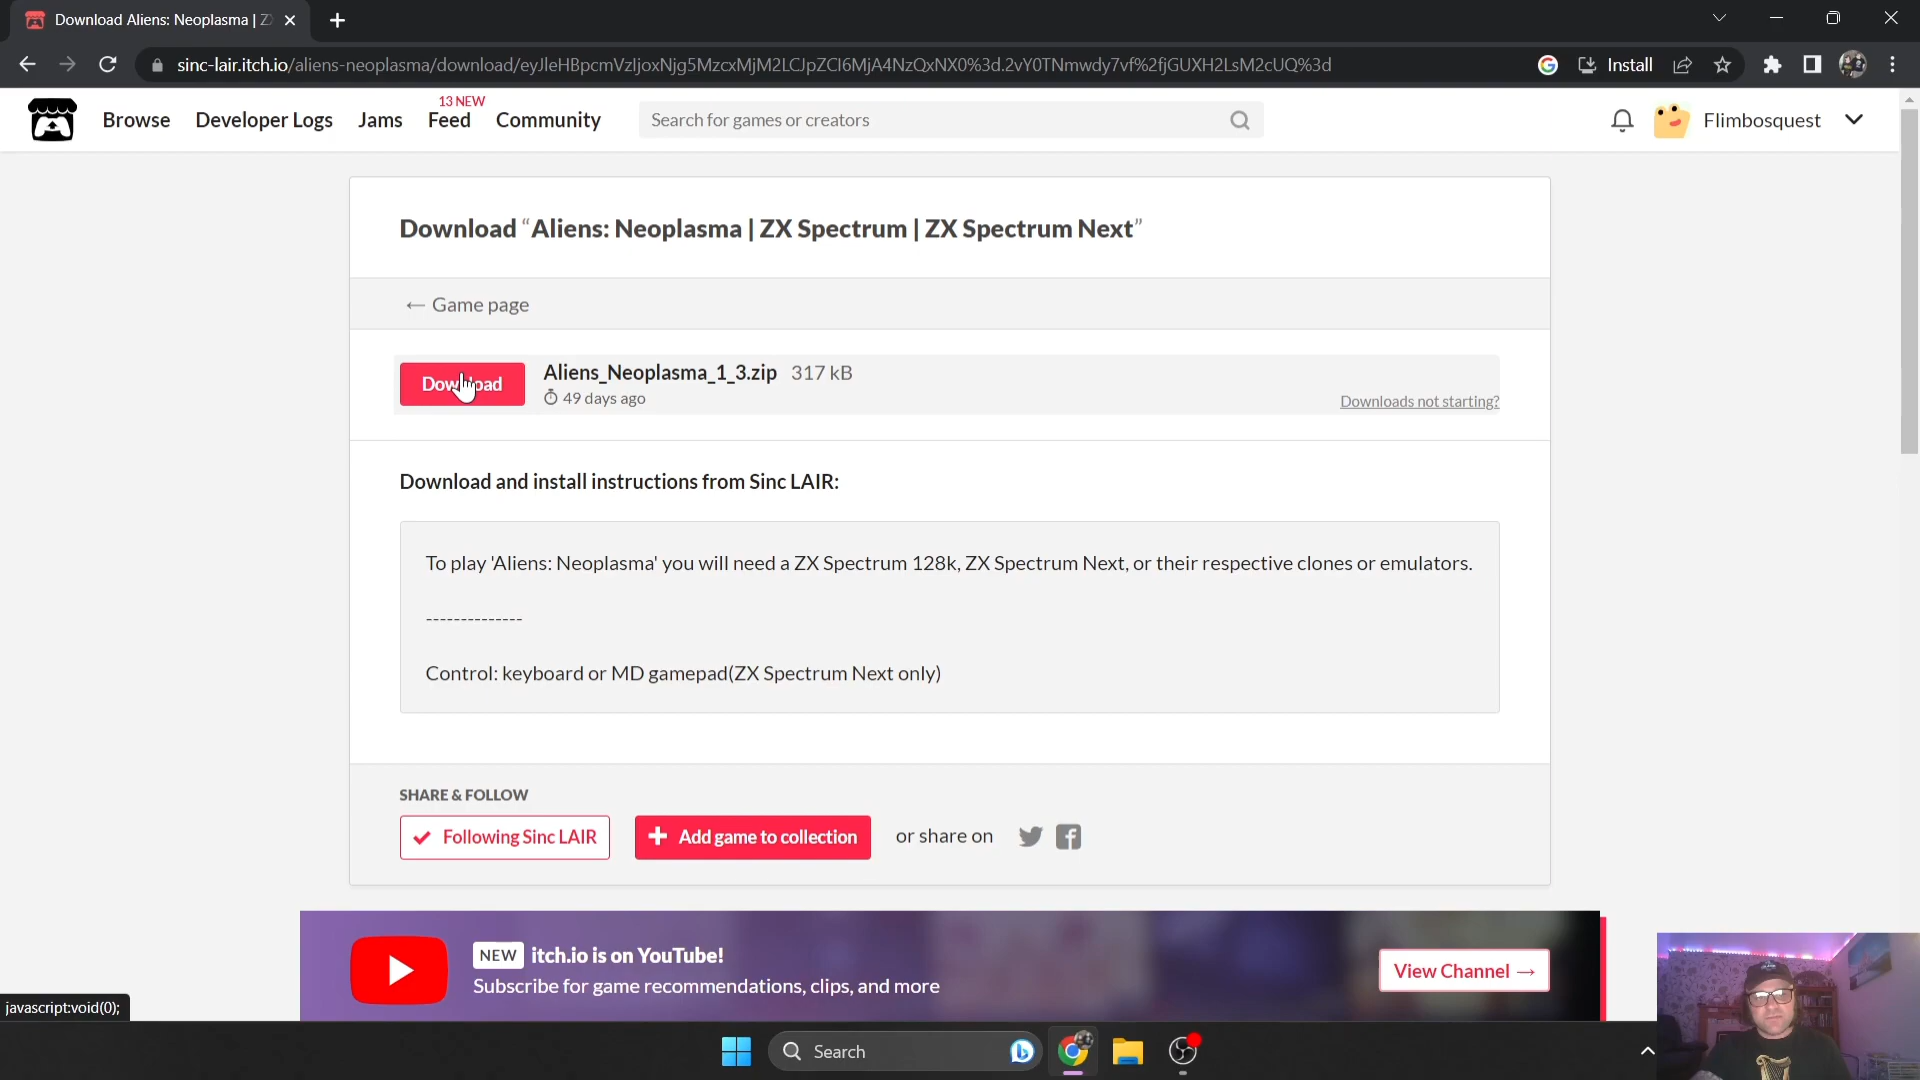 Download Aliens: Neoplasma | Z
sinc-lair.itch.io/aliens-neoplasma/download/eyJleHBpcmVzIjoxNjg5MzcxMjM2LCJpZCI6MjA4NzQxNX0%3d.2vY0TNmwdy7vf%2fjGUXH2LsM2cUQ%3d
Install
13 NEW
Browse Developer Logs Jams Feed Community
Search for games or creators
Flimbosquest
Download “Aliens: Neoplasma | ZX Spectrum | ZX Spectrum Next”
← Game page
Download
Aliens_Neoplasma_1_3.zip 317 kB
49 days ago
Downloads not starting?
Download and install instructions from Sinc LAIR:
To play 'Aliens: Neoplasma' you will need a ZX Spectrum 128k, ZX Spectrum Next, or their respective clones or emulators.
--------------
Control: keyboard or MD gamepad(ZX Spectrum Next only)
SHARE & FOLLOW
Following Sinc LAIR
Add game to collection
or share on
NEW itch.io is on YouTube!
Subscribe for game recommendations, clips, and more
View Channel →
javascript:void(0);
Search